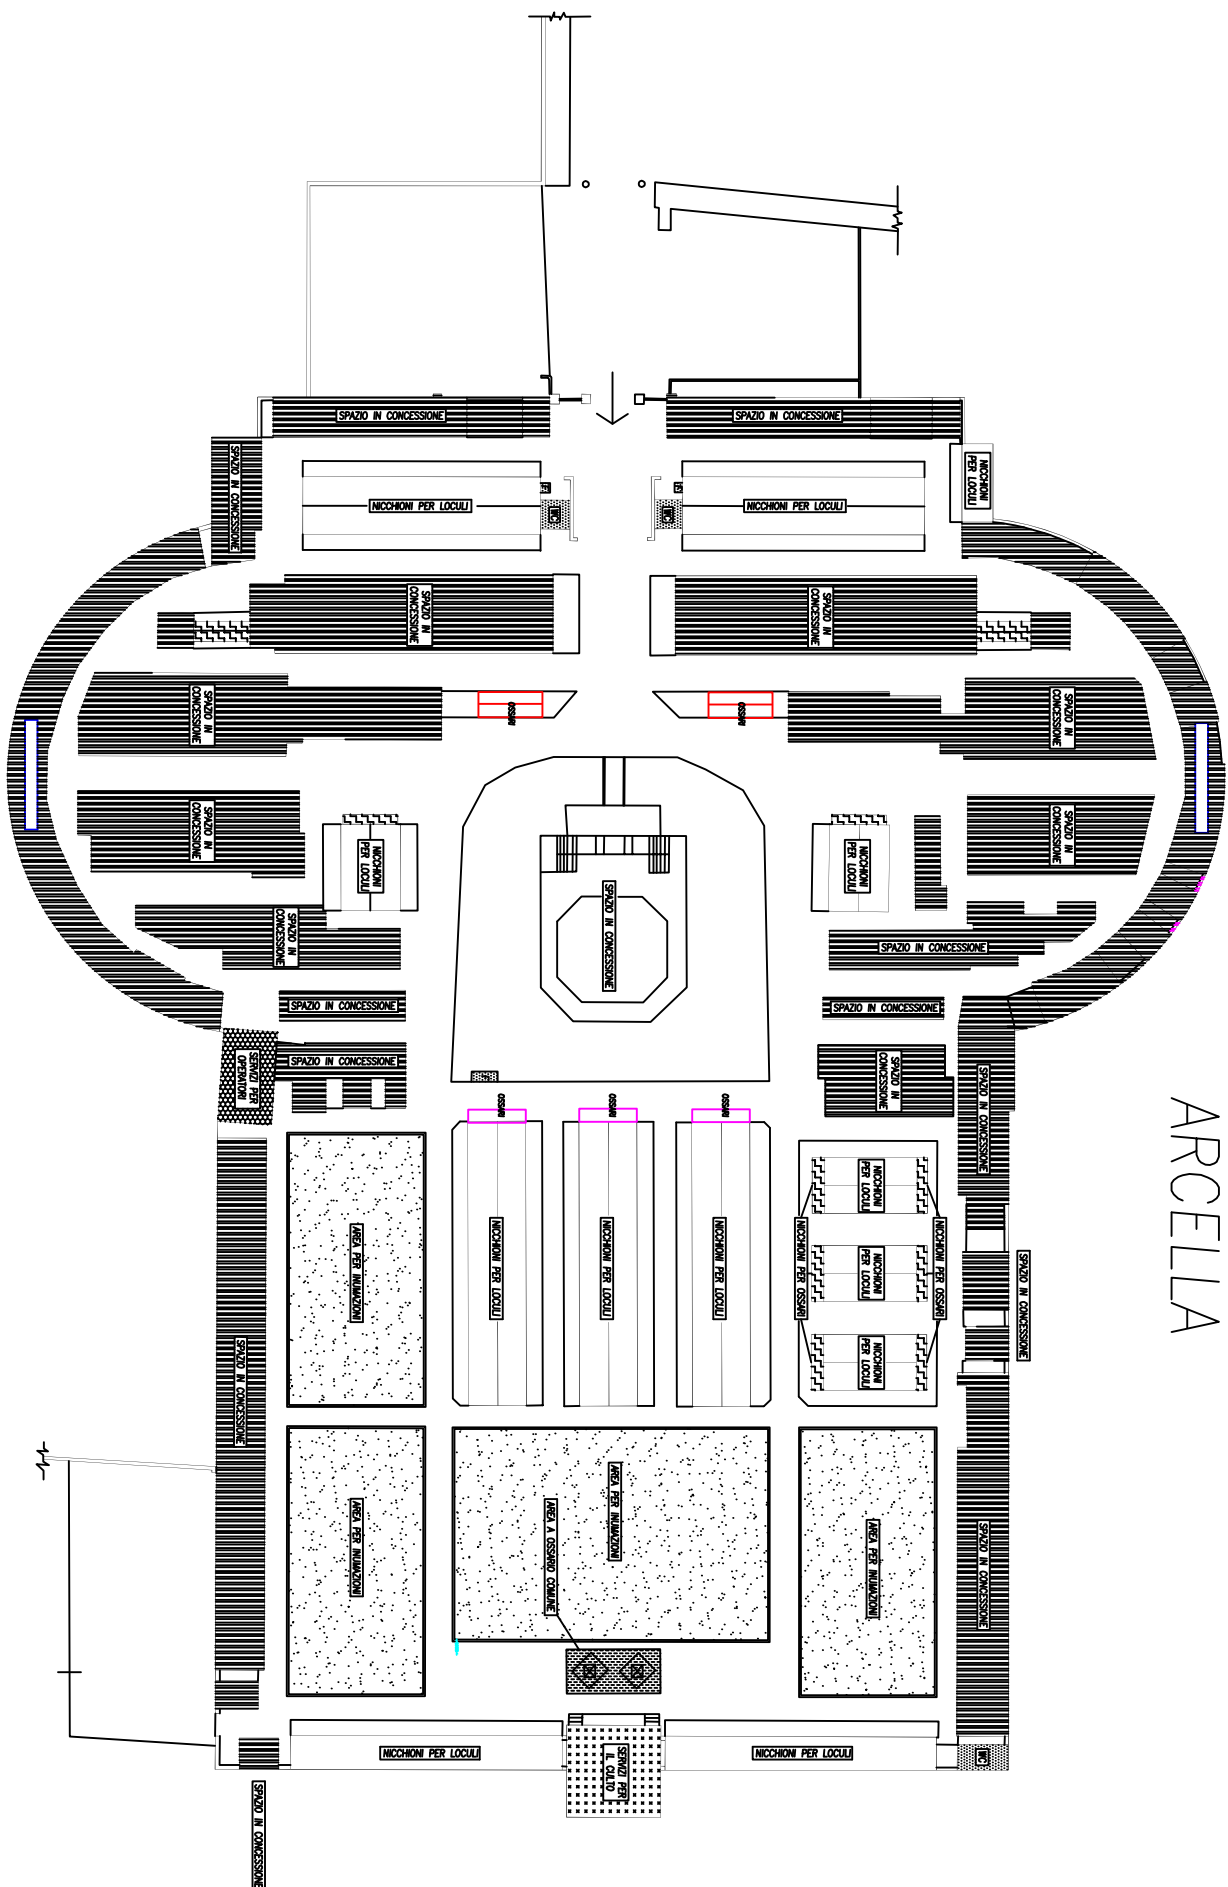 SPAZIO IN CONCESSIONE
SPAZIO IN CONCESSIONE
SPAZIO IN CONCESSIONE
NICCHIONI
PER LOCULI
NICCHIONI PER LOCULI
NICCHIONI PER LOCULI
WC
WC
SPAZIO IN
CONCESSIONE
SPAZIO IN
CONCESSIONE
SPAZIO IN
CONCESSIONE
OSSARI
OSSARI
SPAZIO IN
CONCESSIONE
SPAZIO IN
CONCESSIONE
SPAZIO IN
CONCESSIONE
NICCHIONI
PER LOCULI
NICCHIONI
PER LOCULI
SPAZIO IN CONCESSIONE
SPAZIO IN
CONCESSIONE
SPAZIO IN CONCESSIONE
SPAZIO IN CONCESSIONE
SPAZIO IN CONCESSIONE
SERVIZI PER
OPERATORI
SPAZIO IN CONCESSIONE
SPAZIO IN
CONCESSIONE
SPAZIO IN CONCESSIONE
OSSARI
OSSARI
OSSARI
ARCELLA
NICCHIONI
PER LOCULI
NICCHIONI
PER LOCULI
NICCHIONI
PER LOCULI
NICCHIONI PER OSSARI
NICCHIONI PER OSSARI
AREA PER INUMAZIONI
NICCHIONI PER LOCULI
NICCHIONI PER LOCULI
NICCHIONI PER LOCULI
SPAZIO IN CONCESSIONE
SPAZIO IN CONCESSIONE
AREA PER INUMAZIONI
AREA A OSSARIO COMUNE
AREA PER INUMAZIONI
AREA PER INUMAZIONI
SPAZIO IN CONCESSIONE
NICCHIONI PER LOCULI
SERVIZI PER
IL CULTO
NICCHIONI PER LOCULI
WC
SPAZIO IN CONCESSIONE